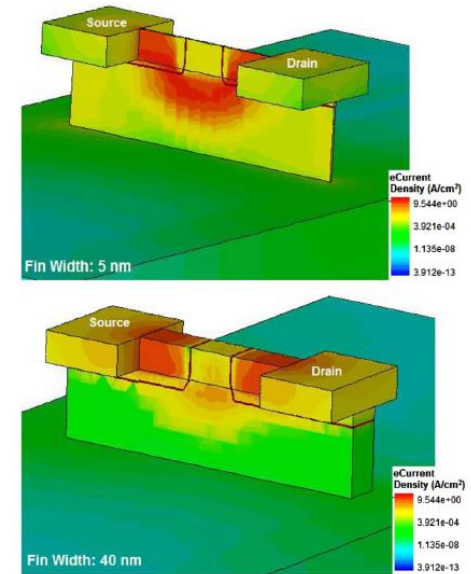 Source
Drain
eCurrent
Density (A/cm²)
9.544e+00
3.921e-04
1.135e-08
3.912e-13
Fin Width: 5 nm
Source
Drain
eCurrent
Density (A/cm²)
9.544e+00
3.921e-04
1.135e-08
3.912e-13
Fin Width: 40 nm